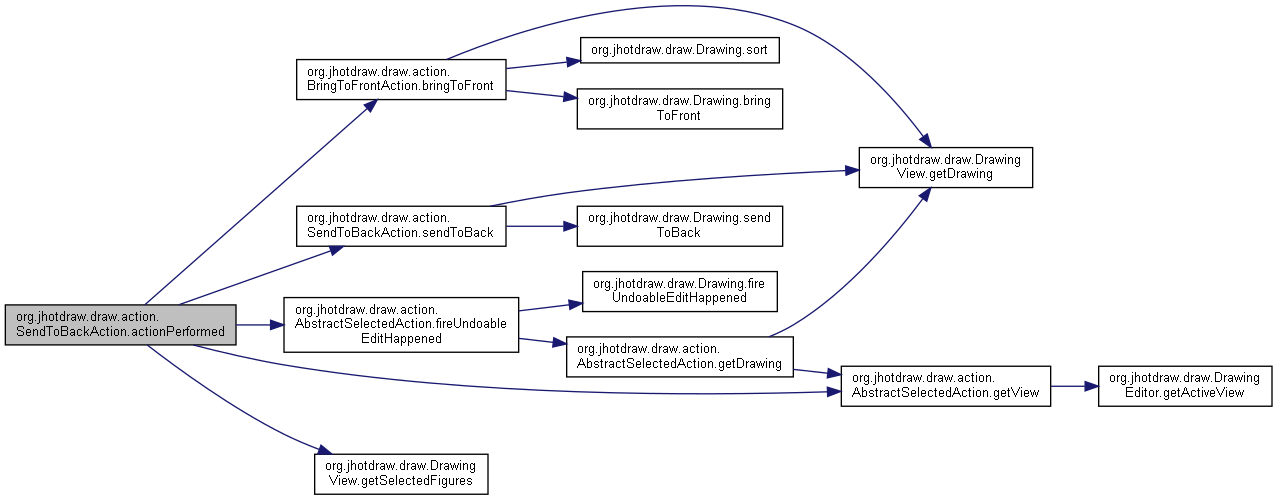 org.jhotdraw.draw.action.
SendToBackAction.actionPerformed
org.jhotdraw.draw.action.
BringToFrontAction.bringToFront
org.jhotdraw.draw.Drawing.sort
org.jhotdraw.draw.Drawing.bring
ToFront
org.jhotdraw.draw.Drawing
View.getDrawing
org.jhotdraw.draw.action.
SendToBackAction.sendToBack
org.jhotdraw.draw.Drawing.send
ToBack
org.jhotdraw.draw.action.
AbstractSelectedAction.fireUndoable
EditHappened
org.jhotdraw.draw.Drawing.fire
UndoableEditHappened
org.jhotdraw.draw.action.
AbstractSelectedAction.getDrawing
org.jhotdraw.draw.action.
AbstractSelectedAction.getView
org.jhotdraw.draw.Drawing
Editor.getActiveView
org.jhotdraw.draw.Drawing
View.getSelectedFigures